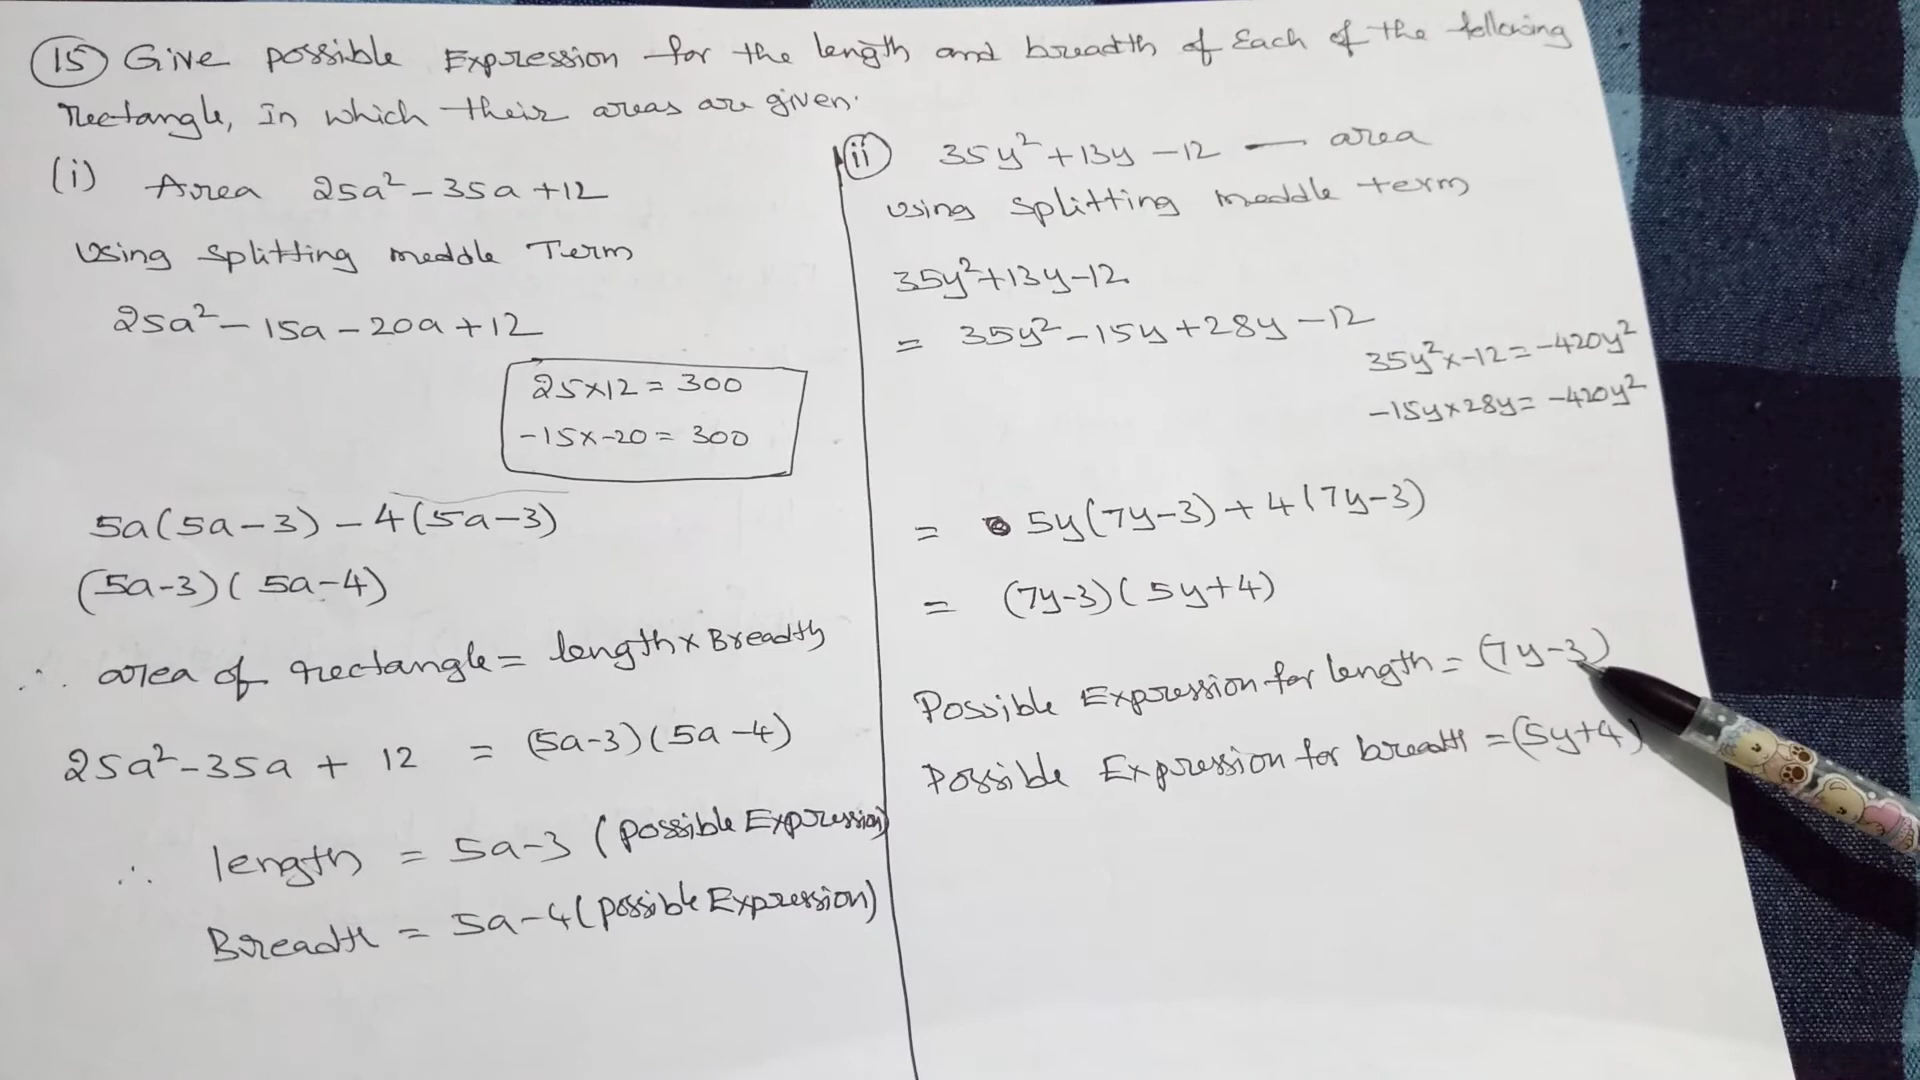 15 Give possible Expression for the length and breadth of Each of the following
Rectangle, In which their areas are given.
(i) Area 25a² - 35a + 12
Using splitting meddle Term
25a² - 15a - 20a + 12
25x12 = 300
-15x-20 = 300
5a(5a-3) - 4(5a-3)
(5a-3)(5a-4)
∴ area of rectangle = length x Breadth
25a² - 35a + 12 = (5a-3)(5a-4)
∴ length = 5a-3 (possible Expression)
Breadth = 5a-4 (possible Expression)
ii 35y² + 13y - 12 — area
Using splitting meddle term
35y² + 13y - 12
= 35y² - 15y + 28y - 12
35y² x -12 = -420y²
-15y x 28y = -420y²
= 5y(7y-3) + 4(7y-3)
= (7y-3)(5y+4)
Possible Expression for length = (7y-3)
Possible Expression for breadth = (5y+4)